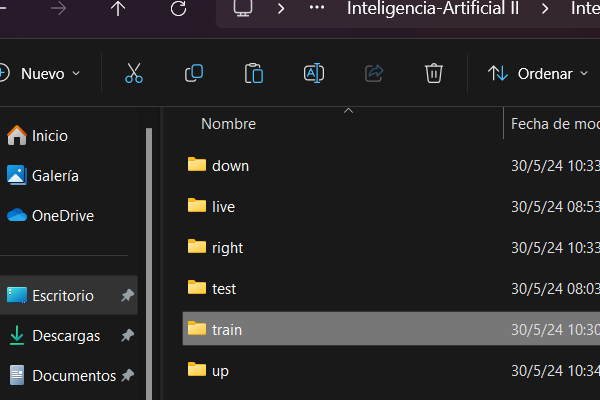 Inteligencia-Artificial II
Inte
Nuevo
Ordenar
Nombre
Fecha de mod
Inicio
Galería
OneDrive
Escritorio
Descargas
Documentos
down 30/5/24 10:33
live 30/5/24 08:53
right 30/5/24 10:33
test 30/5/24 08:03
train 30/5/24 10:30
up 30/5/24 10:34